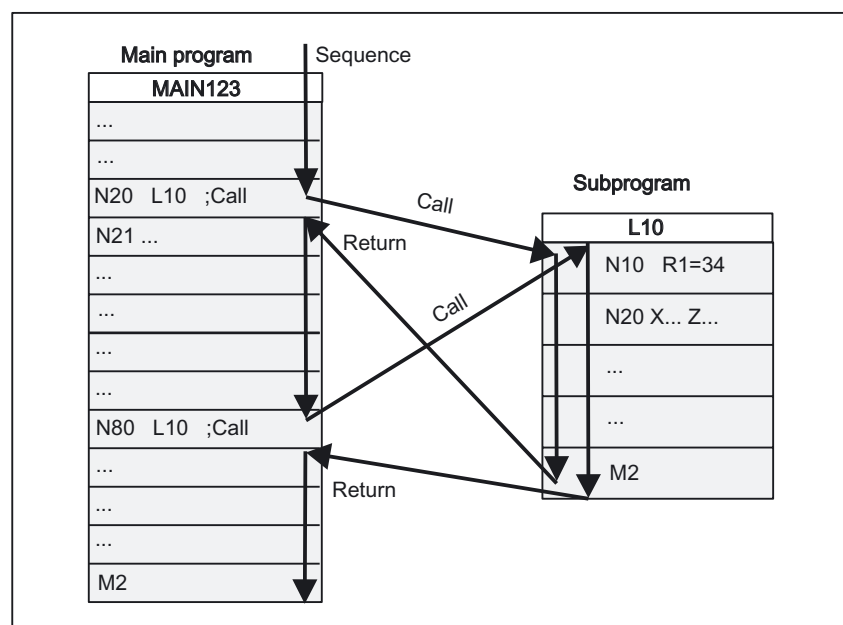 Main program
Sequence
MAIN123
...
...
N20 L10 ;Call
N21 ...
...
...
...
...
N80 L10 ;Call
...
...
...
M2
Call
Return
Call
Return
Subprogram
L10
N10 R1=34
N20 X... Z...
...
...
M2